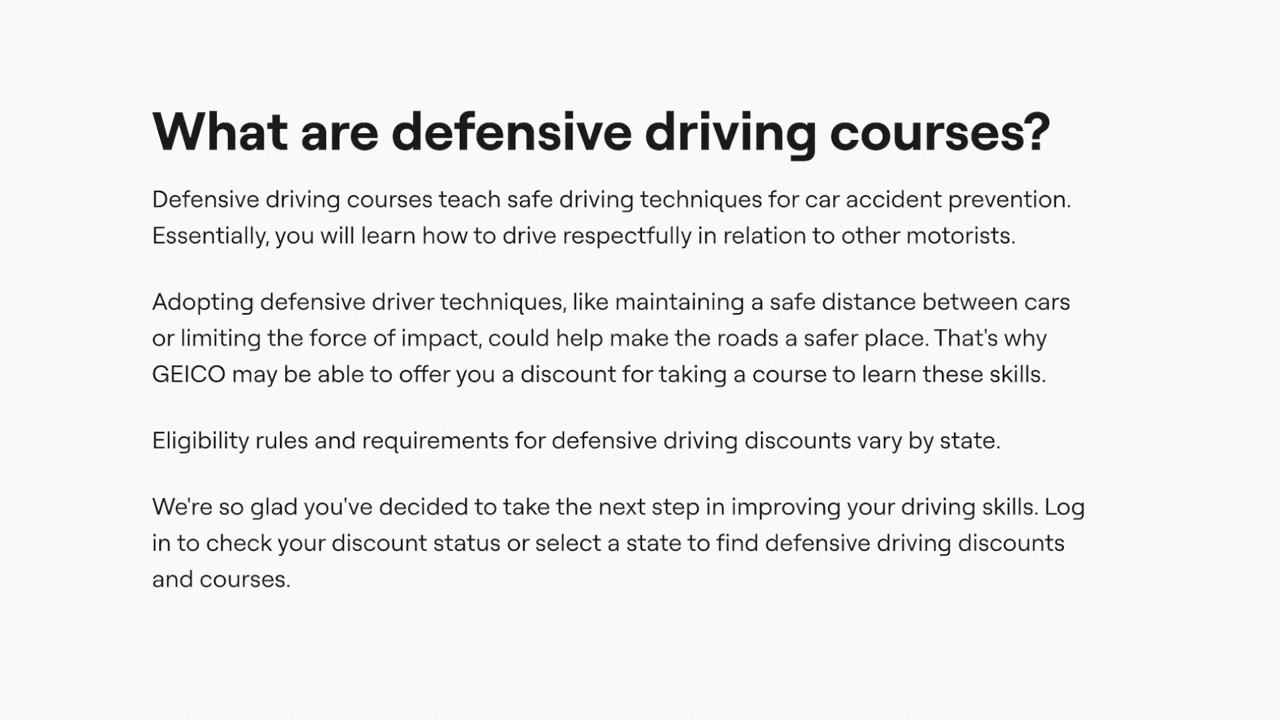 What are defensive driving courses?
Defensive driving courses teach safe driving techniques for car accident prevention.
Essentially, you will learn how to drive respectfully in relation to other motorists.
Adopting defensive driver techniques, like maintaining a safe distance between cars
or limiting the force of impact, could help make the roads a safer place. That's why
GEICO may be able to offer you a discount for taking a course to learn these skills.
Eligibility rules and requirements for defensive driving discounts vary by state.
We're so glad you've decided to take the next step in improving your driving skills. Log
in to check your discount status or select a state to find defensive driving discounts
and courses.